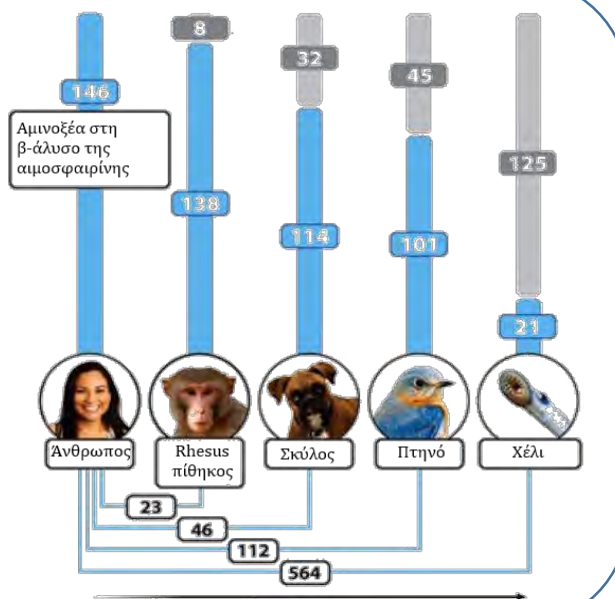 8
32
45
146
Αμινοξέα στη
β-άλυσο της
αιμοσφαιρίνης
125
138
114
101
21
Άνθρωπος
Rhesus
πίθηκος
Σκύλος
Πτηνό
Χέλι
23
46
112
564